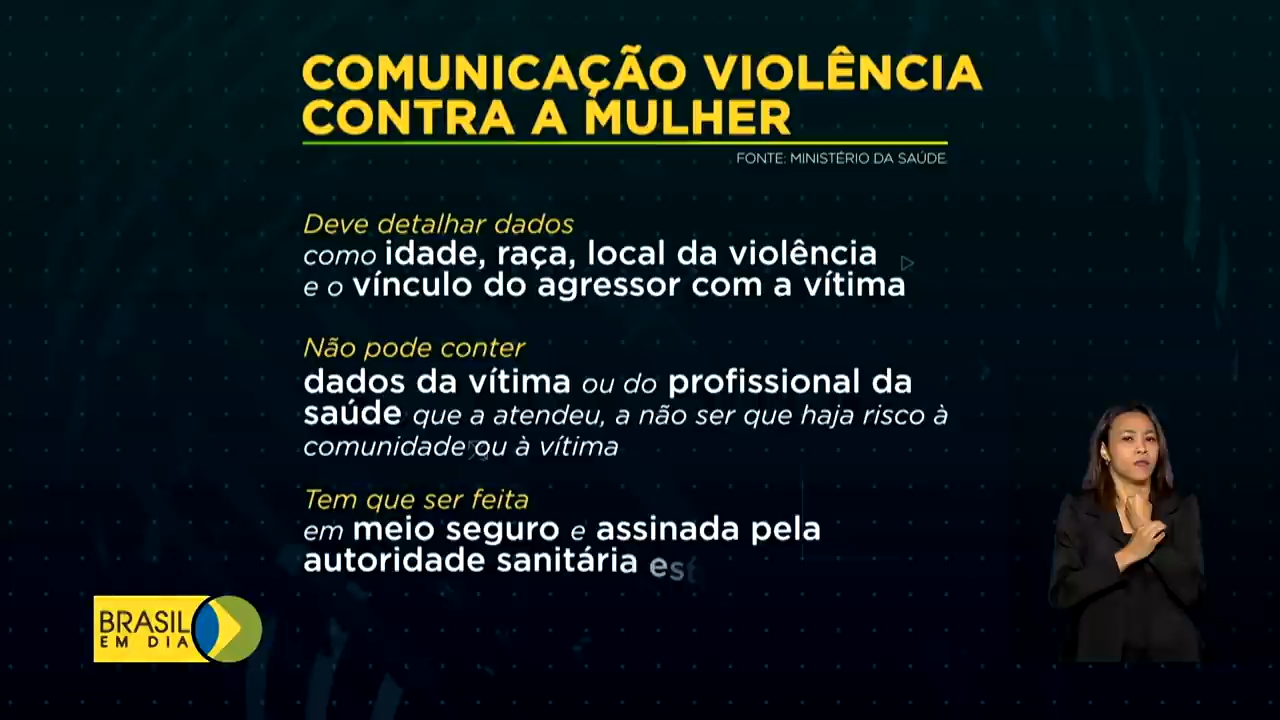 COMUNICAÇÃO VIOLÊNCIA
CONTRA A MULHER
FONTE: MINISTÉRIO DA SAÚDE
Deve detalhar dados
como idade, raça, local da violência
e o vínculo do agressor com a vítima
Não pode conter
dados da vítima ou do profissional da
saúde que a atendeu, a não ser que haja risco à
comunidade ou à vítima
Tem que ser feita
em meio seguro e assinada pela
autoridade sanitária
BRASIL
EM DIA